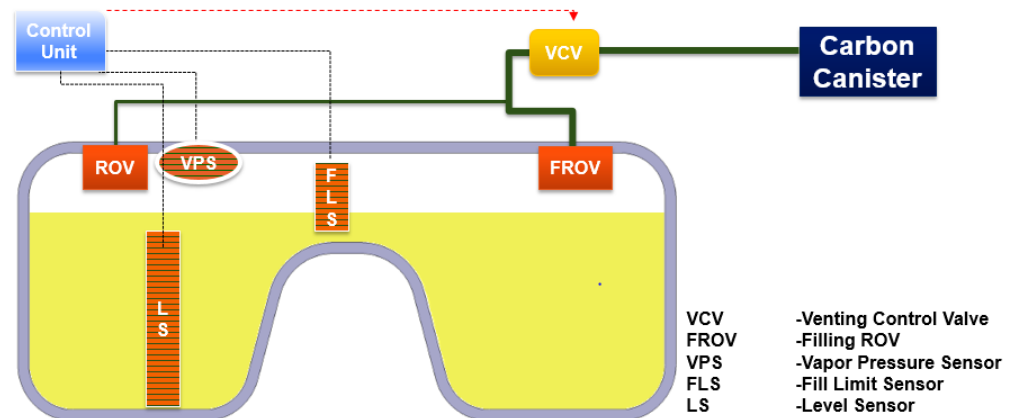 Control
Unit
VCV
Carbon
Canister
ROV
VPS
F
L
S
FROV
L
S
VCV -Venting Control Valve
FROV -Filling ROV
VPS -Vapor Pressure Sensor
FLS -Fill Limit Sensor
LS -Level Sensor